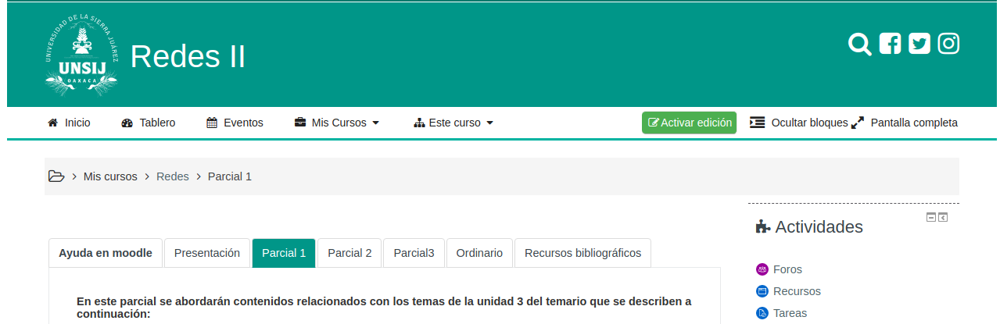 UNIVERSIDAD DE LA SIERRA JUÁREZ
UNSIJ
OAXACA
Redes II
Inicio Tablero Eventos Mis Cursos Este curso Activar edición Ocultar bloques Pantalla completa
Mis cursos Redes Parcial 1
Actividades
Ayuda en moodle Presentación Parcial 1 Parcial 2 Parcial3 Ordinario Recursos bibliográficos
Foros
Recursos
En este parcial se abordarán contenidos relacionados con los temas de la unidad 3 del temario que se describen a
continuación:
Tareas